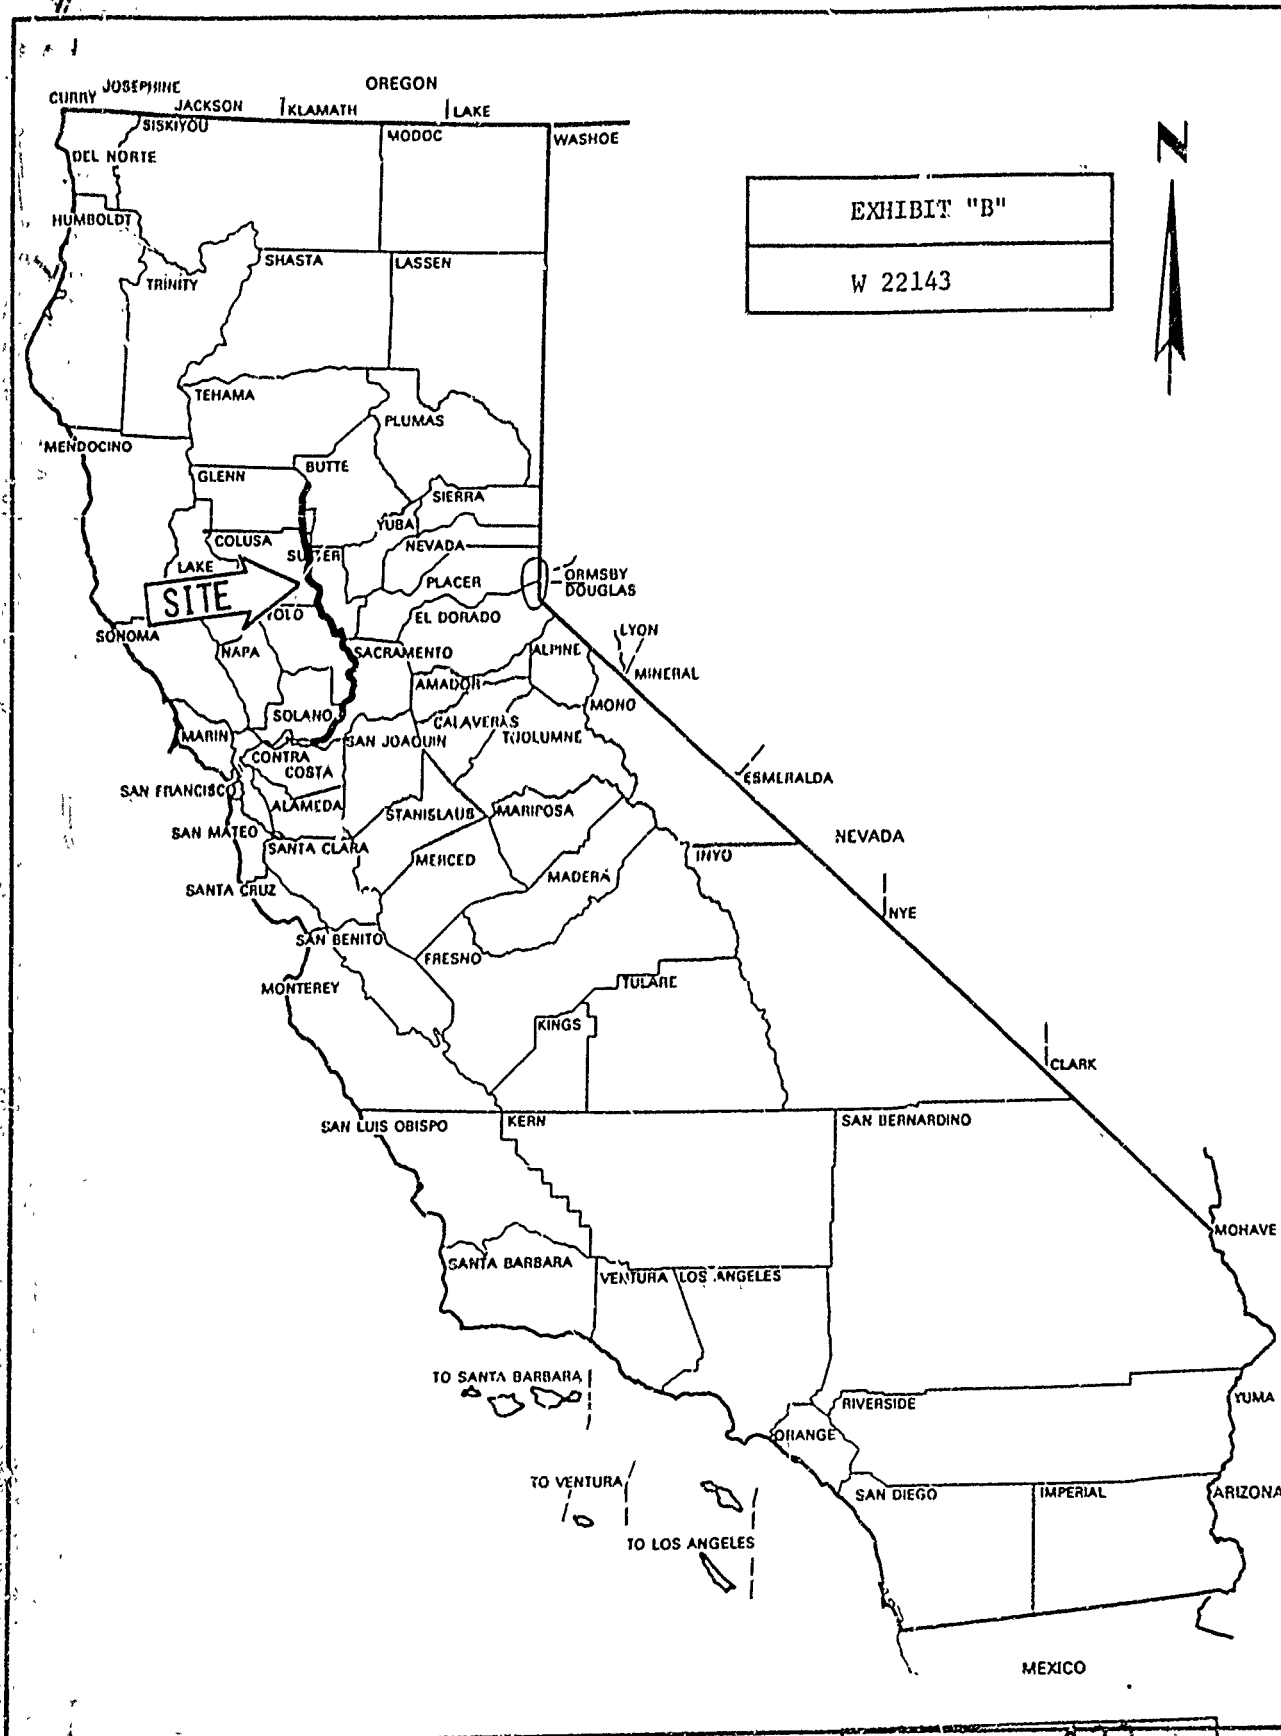 OREGON
JOSEPHINE
CURRY
JACKSON
KLAMATH
LAKE
SISKIYOU
MODOC
WASHOE
DEL NORTE
EXHIBIT "B"
W 22143
N
HUMBOLDT
TRINITY
SHASTA
LASSEN
TEHAMA
PLUMAS
MENDOCINO
GLENN
BUTTE
SIERRA
YUBA
COLUSA
SUTTER
NEVADA
LAKE
PLACER
ORMSBY
DOUGLAS
SITE
YOLO
EL DORADO
SONOMA
NAPA
SACRAMENTO
ALPINE
LYON
MINERAL
AMADOR
MONO
SOLANO
CALAVERAS
MARIN
SAN JOAQUIN
TUOLUMNE
CONTRA
COSTA
ESMERALDA
SAN FRANCISCO
ALAMEDA
STANISLAUS
MARIPOSA
SAN MATEO
SANTA CLARA
NEVADA
MERCED
INYO
MADERA
SANTA CRUZ
NYE
SAN BENITO
FRESNO
MONTEREY
TULARE
KINGS
CLARK
SAN LUIS OBISPO
KERN
SAN BERNARDINO
MOHAVE
SANTA BARBARA
VENTURA
LOS ANGELES
TO SANTA BARBARA
RIVERSIDE
YUMA
ORANGE
TO VENTURA
SAN DIEGO
IMPERIAL
ARIZONA
TO LOS ANGELES
MEXICO